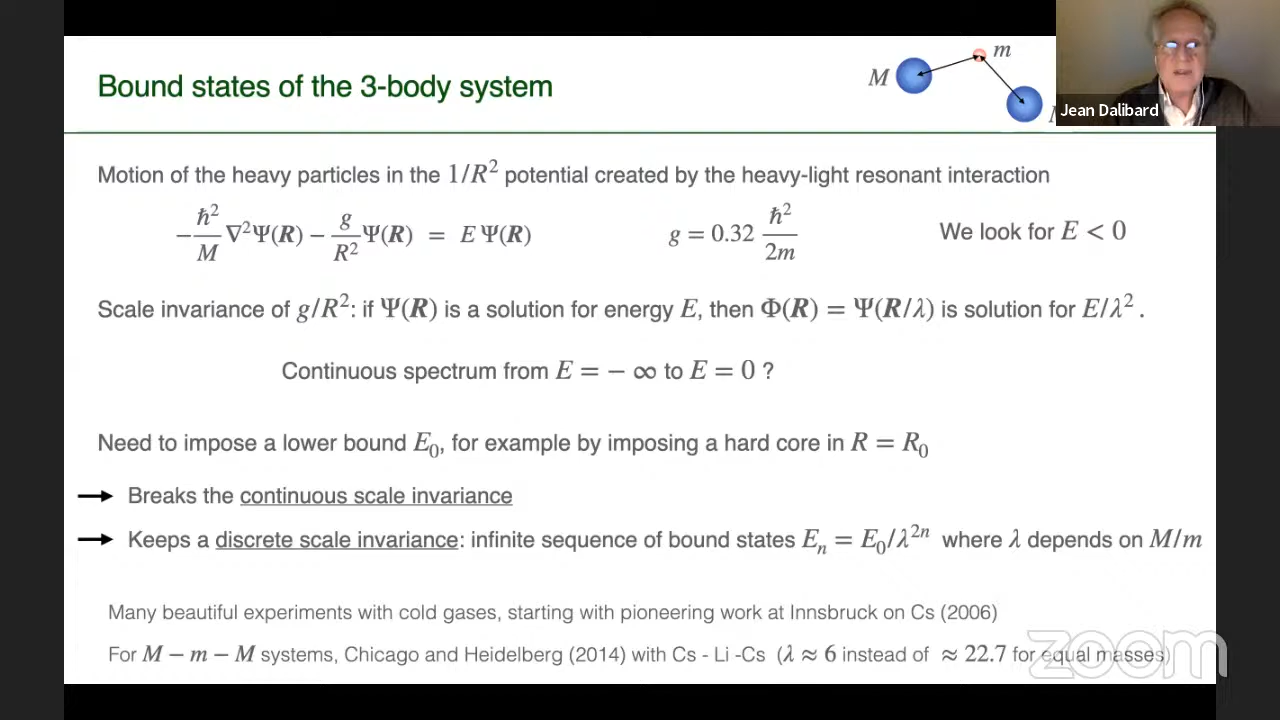 Bound states of the 3-body system
M
m
Jean Dalibard
Motion of the heavy particles in the 1/R² potential created by the heavy-light resonant interaction
−ħ²/M ∇²Ψ(R) − g/R² Ψ(R) = E Ψ(R)    g = 0.32 ħ²/2m    We look for E < 0
Scale invariance of g/R²: if Ψ(R) is a solution for energy E, then Φ(R) = Ψ(R/λ) is solution for E/λ² .
Continuous spectrum from E = − ∞ to E = 0 ?
Need to impose a lower bound E₀, for example by imposing a hard core in R = R₀
→ Breaks the continuous scale invariance
→ Keeps a discrete scale invariance: infinite sequence of bound states Eₙ = E₀/λ²ⁿ where λ depends on M/m
Many beautiful experiments with cold gases, starting with pioneering work at Innsbruck on Cs (2006)
For M − m − M systems, Chicago and Heidelberg (2014) with Cs - Li -Cs (λ ≈ 6 instead of ≈ 22.7 for equal masses)
zoom